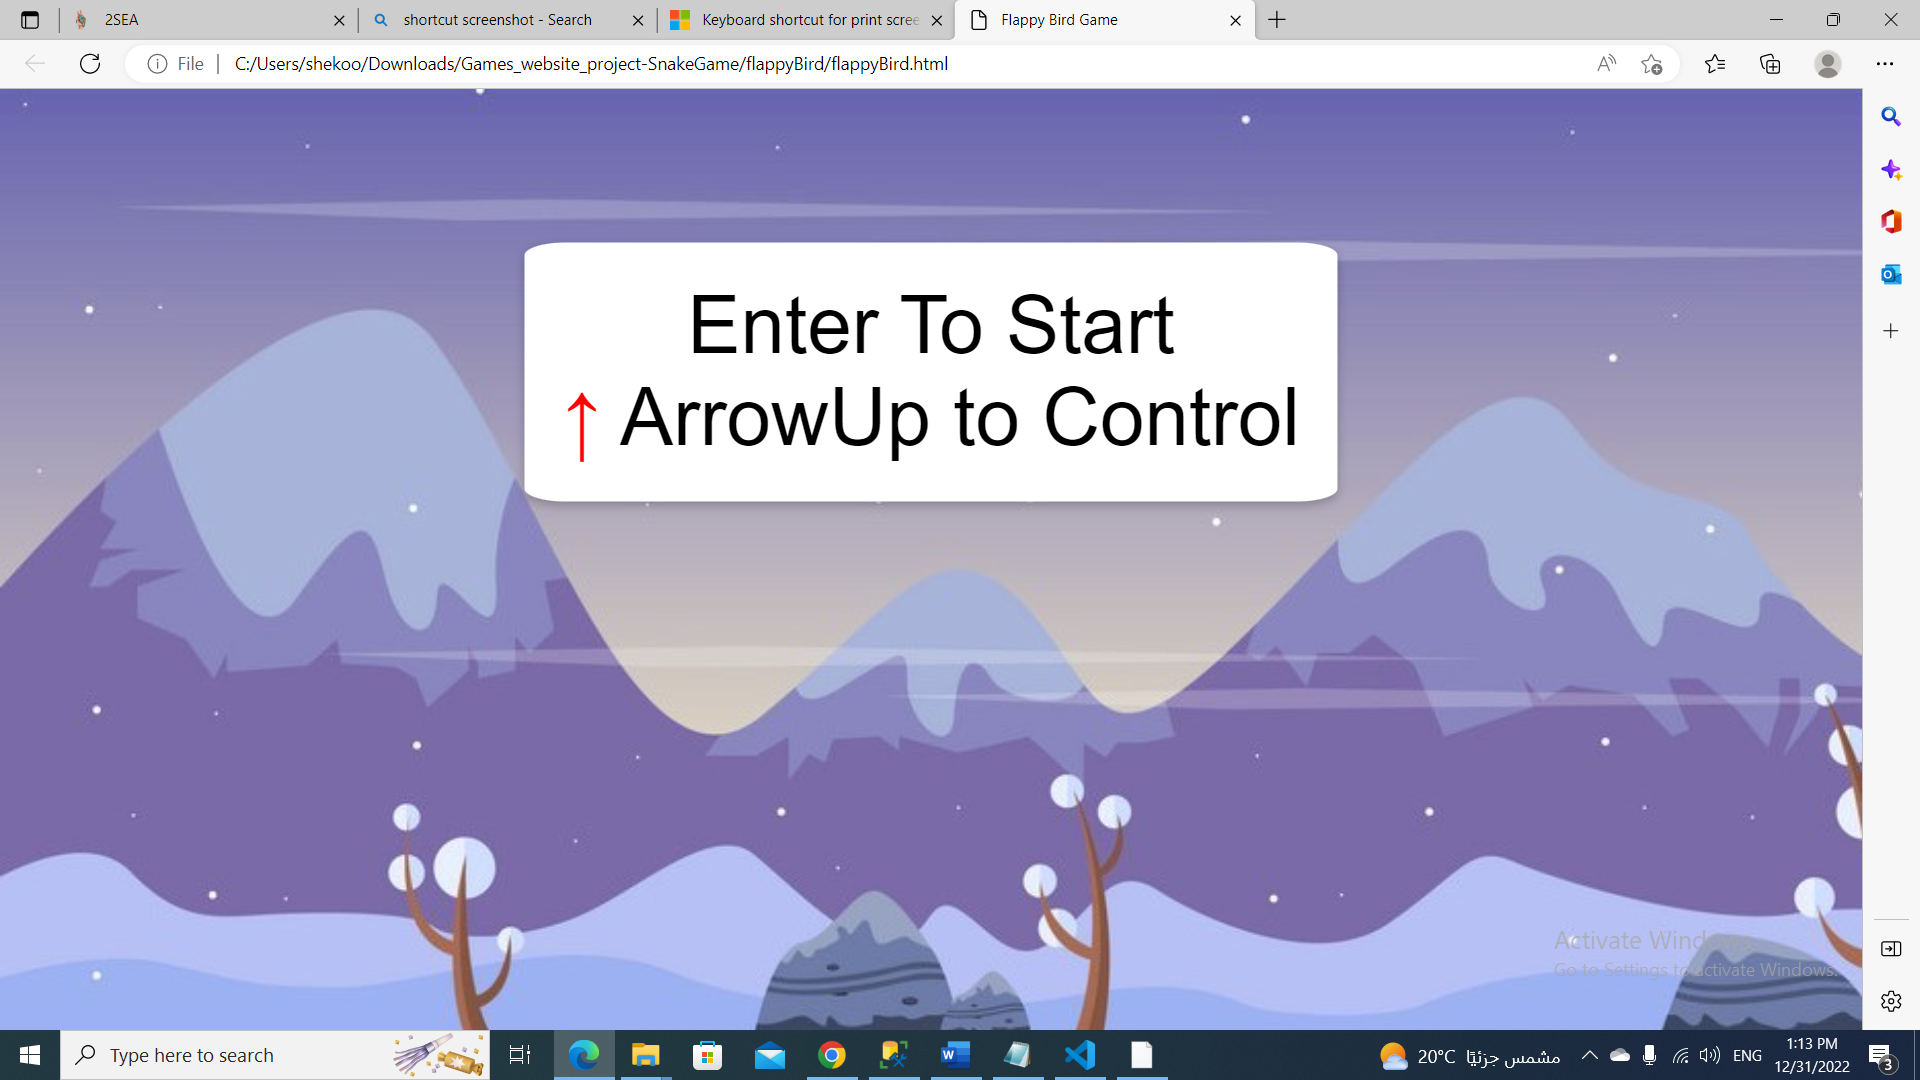 2SEA
shortcut screenshot - Search
Keyboard shortcut for print scree
Flappy Bird Game
File
C:/Users/shekoo/Downloads/Games_website_project-SnakeGame/flappyBird/flappyBird.html
Enter To Start
↑ ArrowUp to Control
Activate Wind
Go to Settings to activate Windows.
Type here to search
20°C مشمس جزئيًا
ENG
1:13 PM
12/31/2022
3